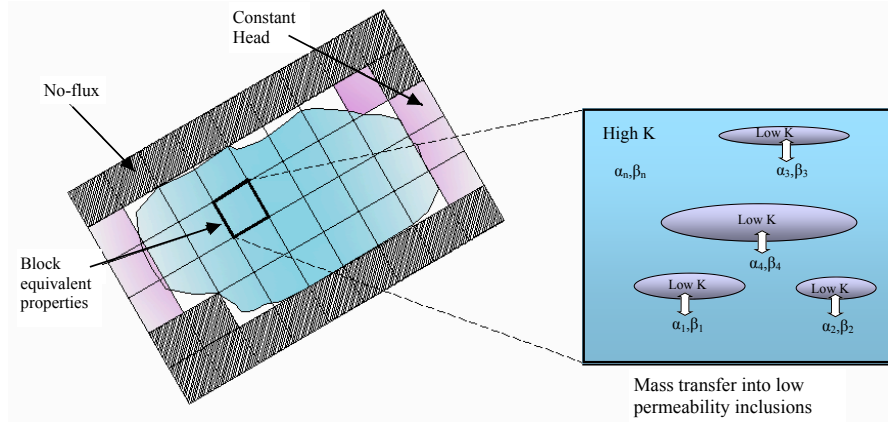 Constant
Head
No-flux
Block
equivalent
properties
High K
αn,βn
Low K
α3,β3
Low K
α4,β4
Low K
α1,β1
Low K
α2,β2
Mass transfer into low
permeability inclusions